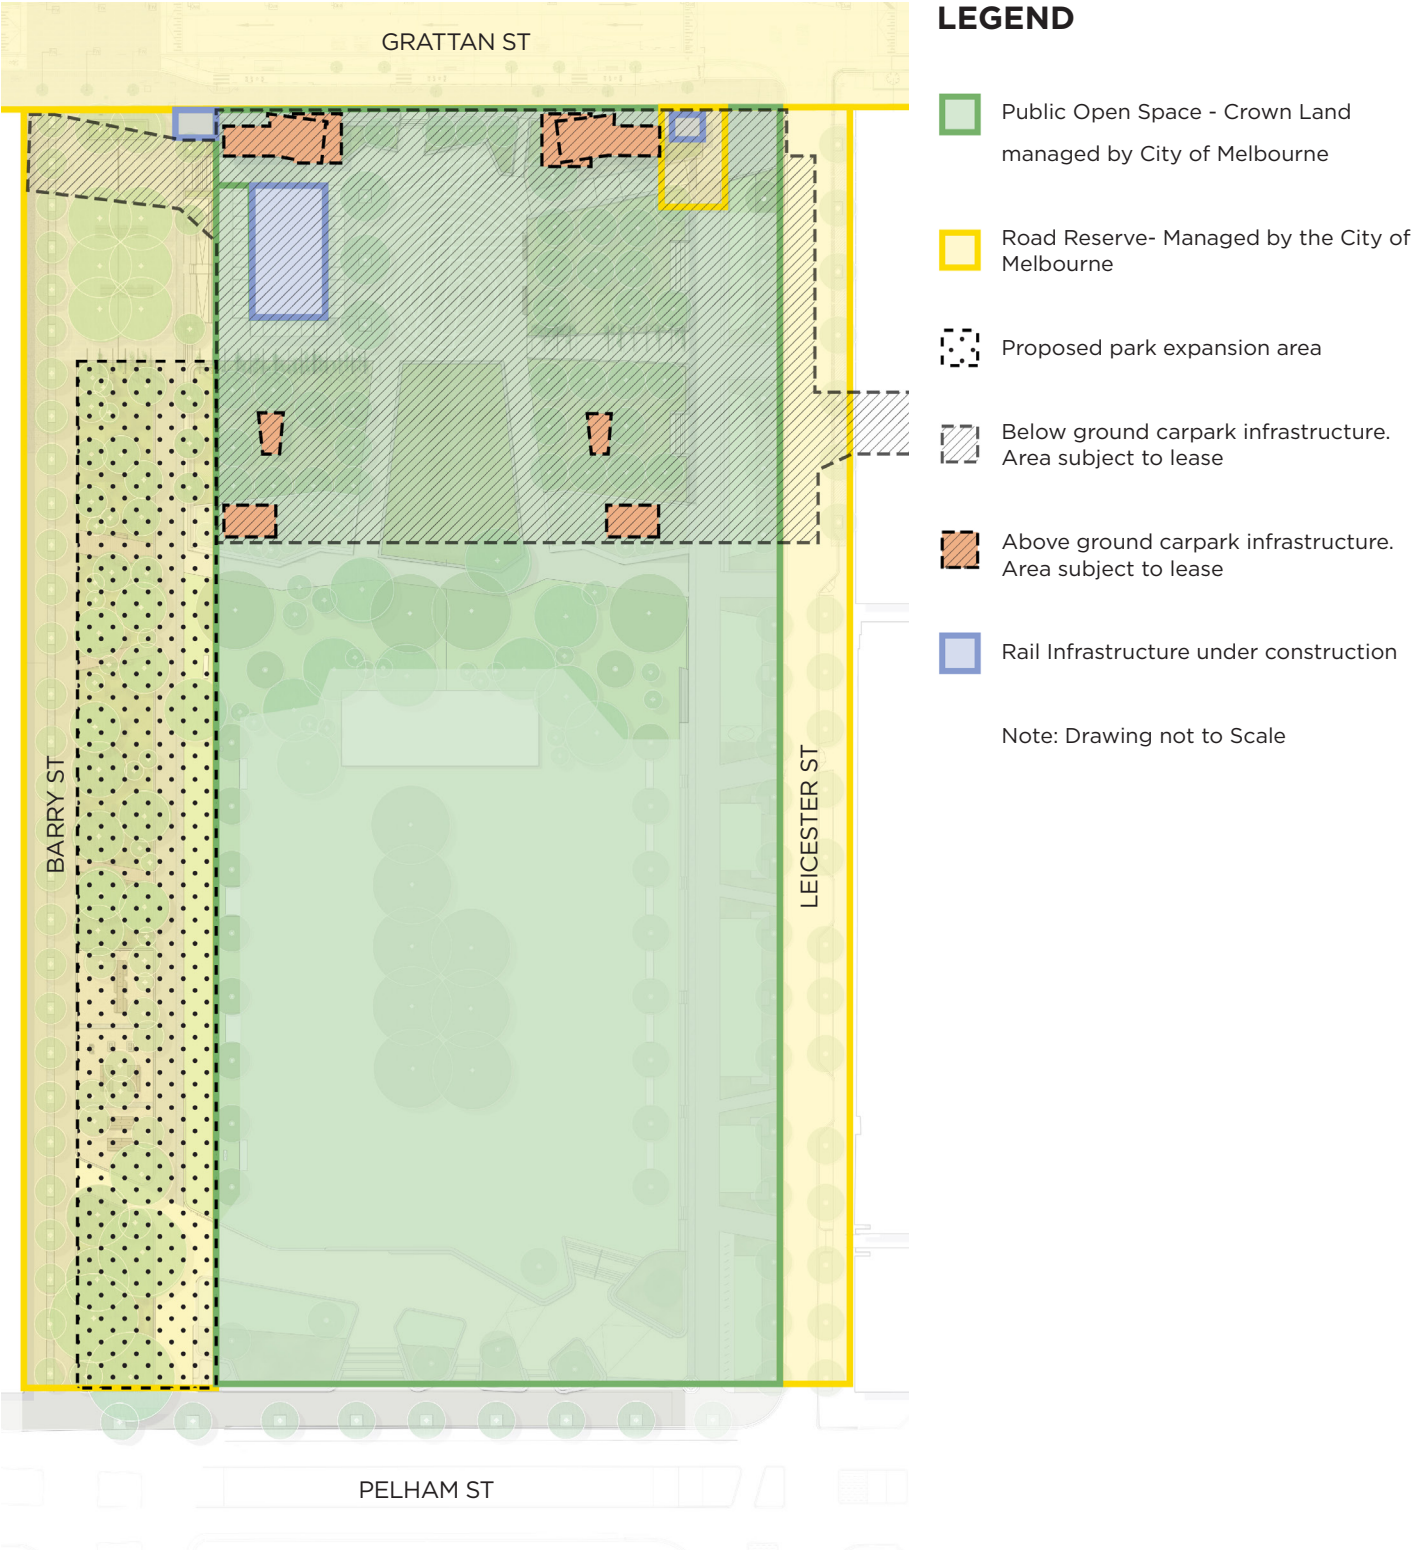 GRATTAN ST
BARRY ST
LEICESTER ST
PELHAM ST
LEGEND
Public Open Space - Crown Land
managed by City of Melbourne
Road Reserve- Managed by the City of
Melbourne
Proposed park expansion area
Below ground carpark infrastructure.
Area subject to lease
Above ground carpark infrastructure.
Area subject to lease
Rail Infrastructure under construction
Note: Drawing not to Scale